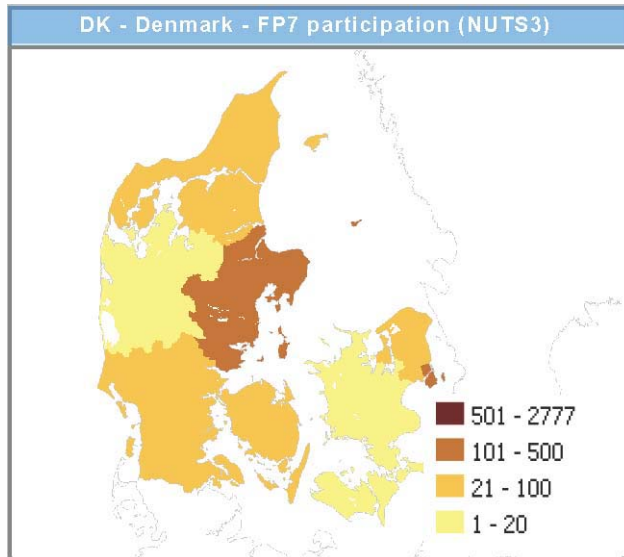 DK - Denmark - FP7 participation (NUTS3)
501 - 2777
101 - 500
21 - 100
1 - 20